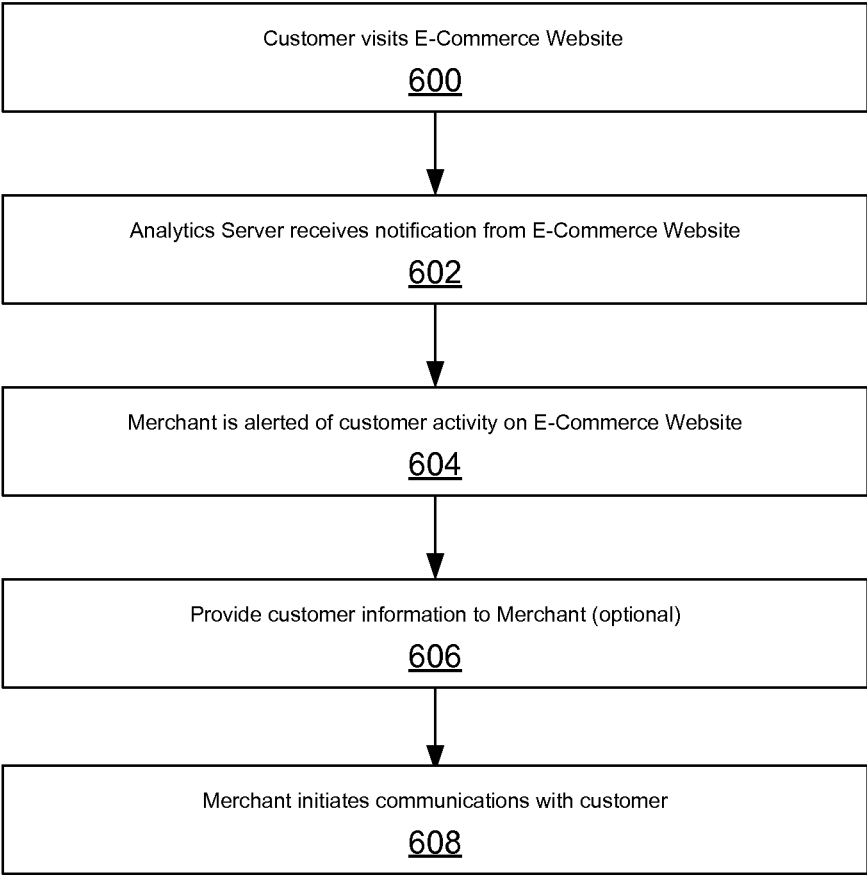 Customer visits E-Commerce Website
600
Analytics Server receives notification from E-Commerce Website
602
Merchant is alerted of customer activity on E-Commerce Website
604
Provide customer information to Merchant (optional)
606
Merchant initiates communications with customer
608